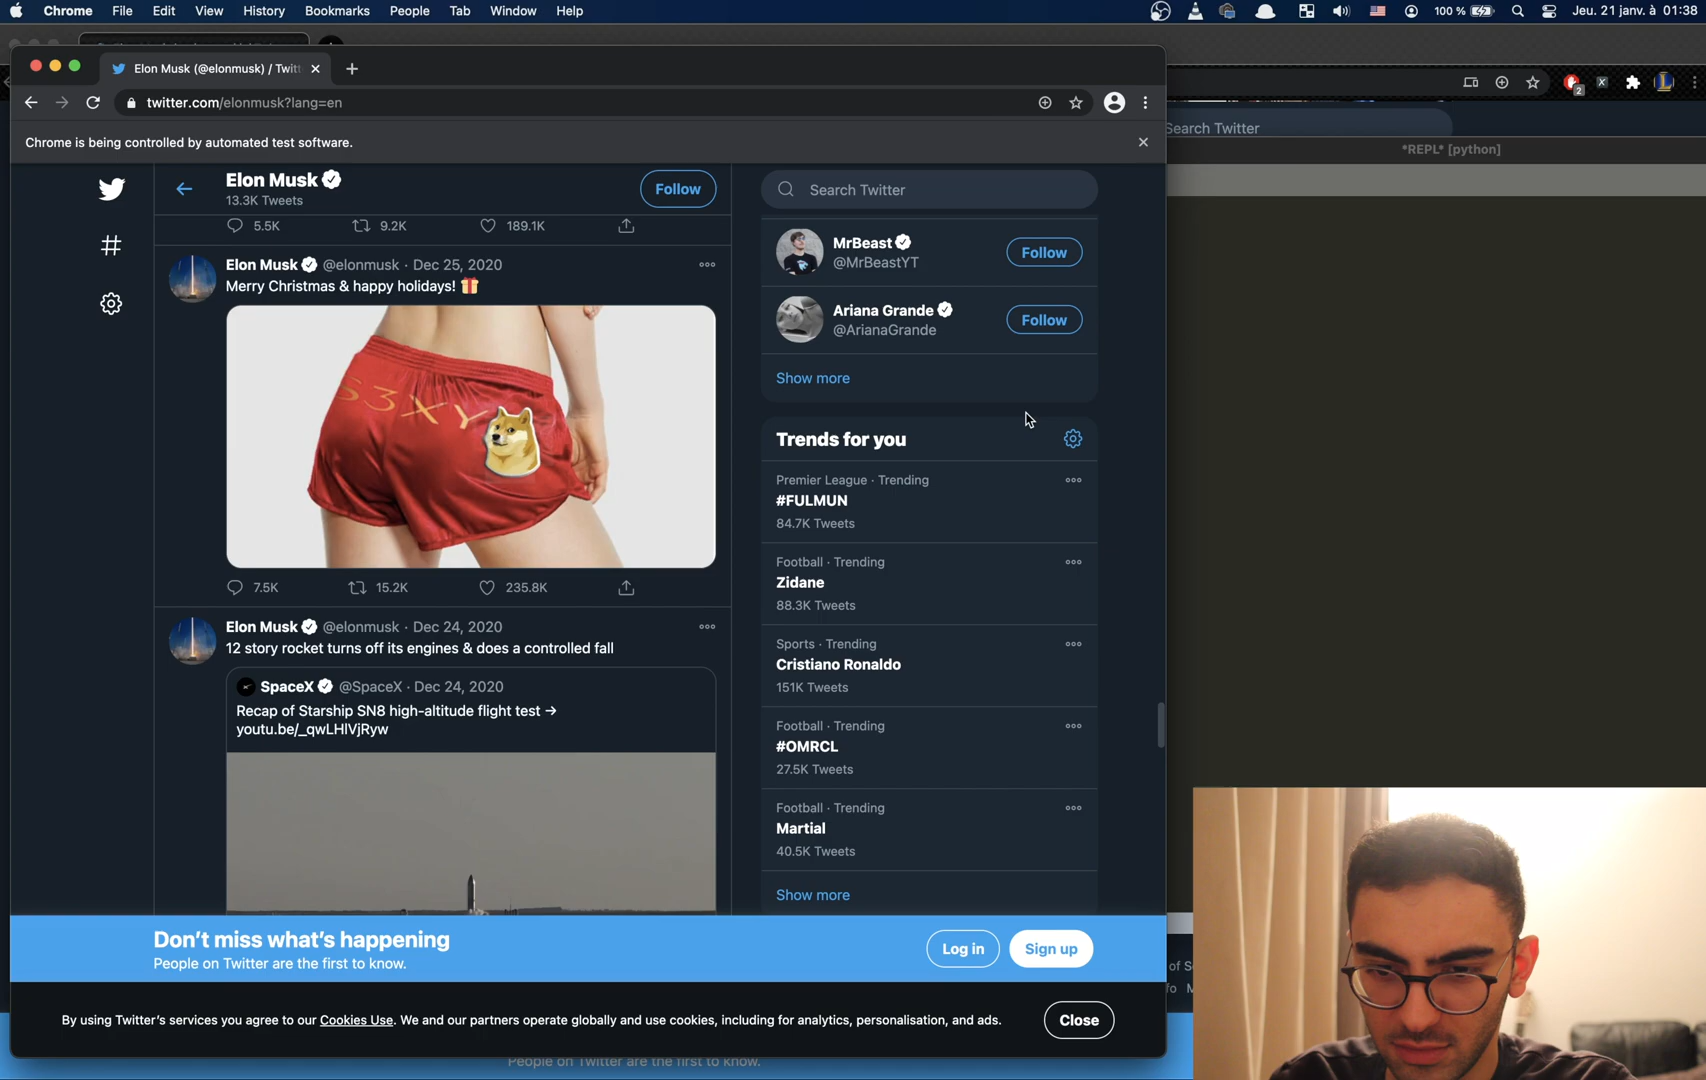 Chrome File Edit View History Bookmarks People Tab Window Help
100 % Jeu. 21 janv. à 01:38
Elon Musk (@elonmusk) / Twitt
twitter.com/elonmusk?lang=en
2
Chrome is being controlled by automated test software.
Search Twitter
*REPL* [python]
Elon Musk
13.3K Tweets
Follow
5.5K 9.2K 189.1K
Elon Musk @elonmusk · Dec 25, 2020
Merry Christmas & happy holidays!
S3XY
7.5K 15.2K 235.8K
Elon Musk @elonmusk · Dec 24, 2020
12 story rocket turns off its engines & does a controlled fall
SpaceX @SpaceX · Dec 24, 2020
Recap of Starship SN8 high-altitude flight test →
youtu.be/_qwLHlVjRyw
Search Twitter
MrBeast
@MrBeastYT
Follow
Ariana Grande
@ArianaGrande
Follow
Show more
Trends for you
Premier League · Trending
#FULMUN
84.7K Tweets
Football · Trending
Zidane
88.3K Tweets
Sports · Trending
Cristiano Ronaldo
151K Tweets
Football · Trending
#OMRCL
27.5K Tweets
Football · Trending
Martial
40.5K Tweets
Show more
Don't miss what's happening
People on Twitter are the first to know.
Log in
Sign up
By using Twitter's services you agree to our Cookies Use. We and our partners operate globally and use cookies, including for analytics, personalisation, and ads.
Close
People on Twitter are the first to know.